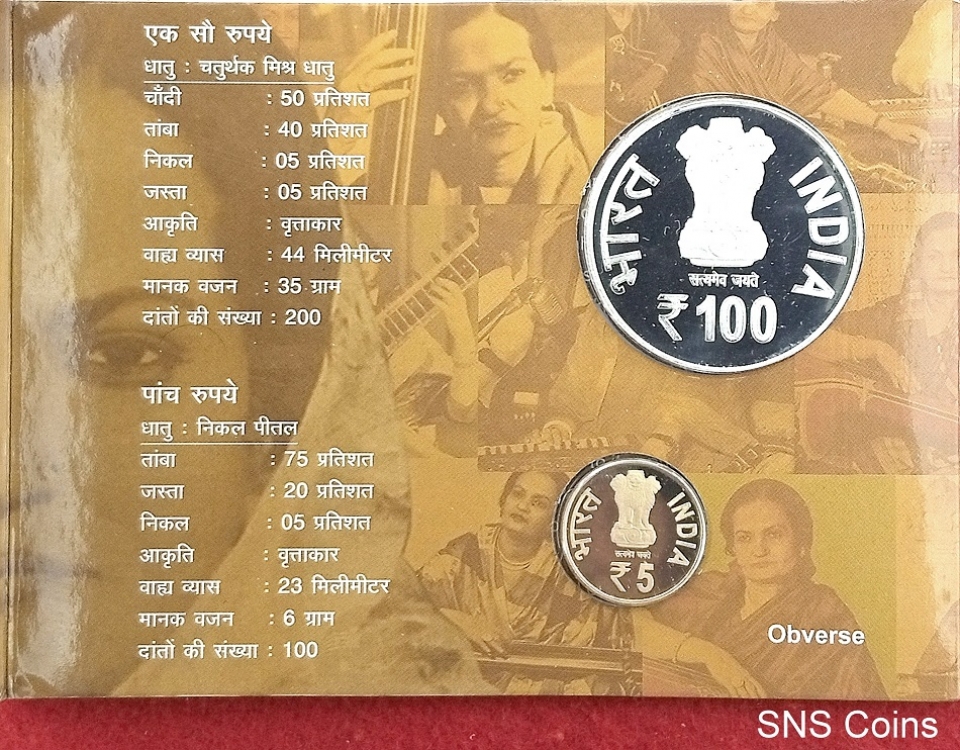 एक सौ रुपये
धातु : चतुर्थक मिश्र धातु
चाँदी : 50 प्रतिशत
तांबा : 40 प्रतिशत
निकल : 05 प्रतिशत
जस्ता : 05 प्रतिशत
आकृति : वृत्ताकार
वाह्य व्यास : 44 मिलीमीटर
मानक वजन : 35 ग्राम
दांतों की संख्या : 200
भारत
INDIA
सत्यमेव जयते
₹ 100
पांच रुपये
धातु : निकल पीतल
तांबा : 75 प्रतिशत
जस्ता : 20 प्रतिशत
निकल : 05 प्रतिशत
आकृति : वृत्ताकार
वाह्य व्यास : 23 मिलीमीटर
मानक वजन : 6 ग्राम
दांतों की संख्या : 100
भारत
INDIA
सत्यमेव जयते
₹ 5
Obverse
SNS Coins